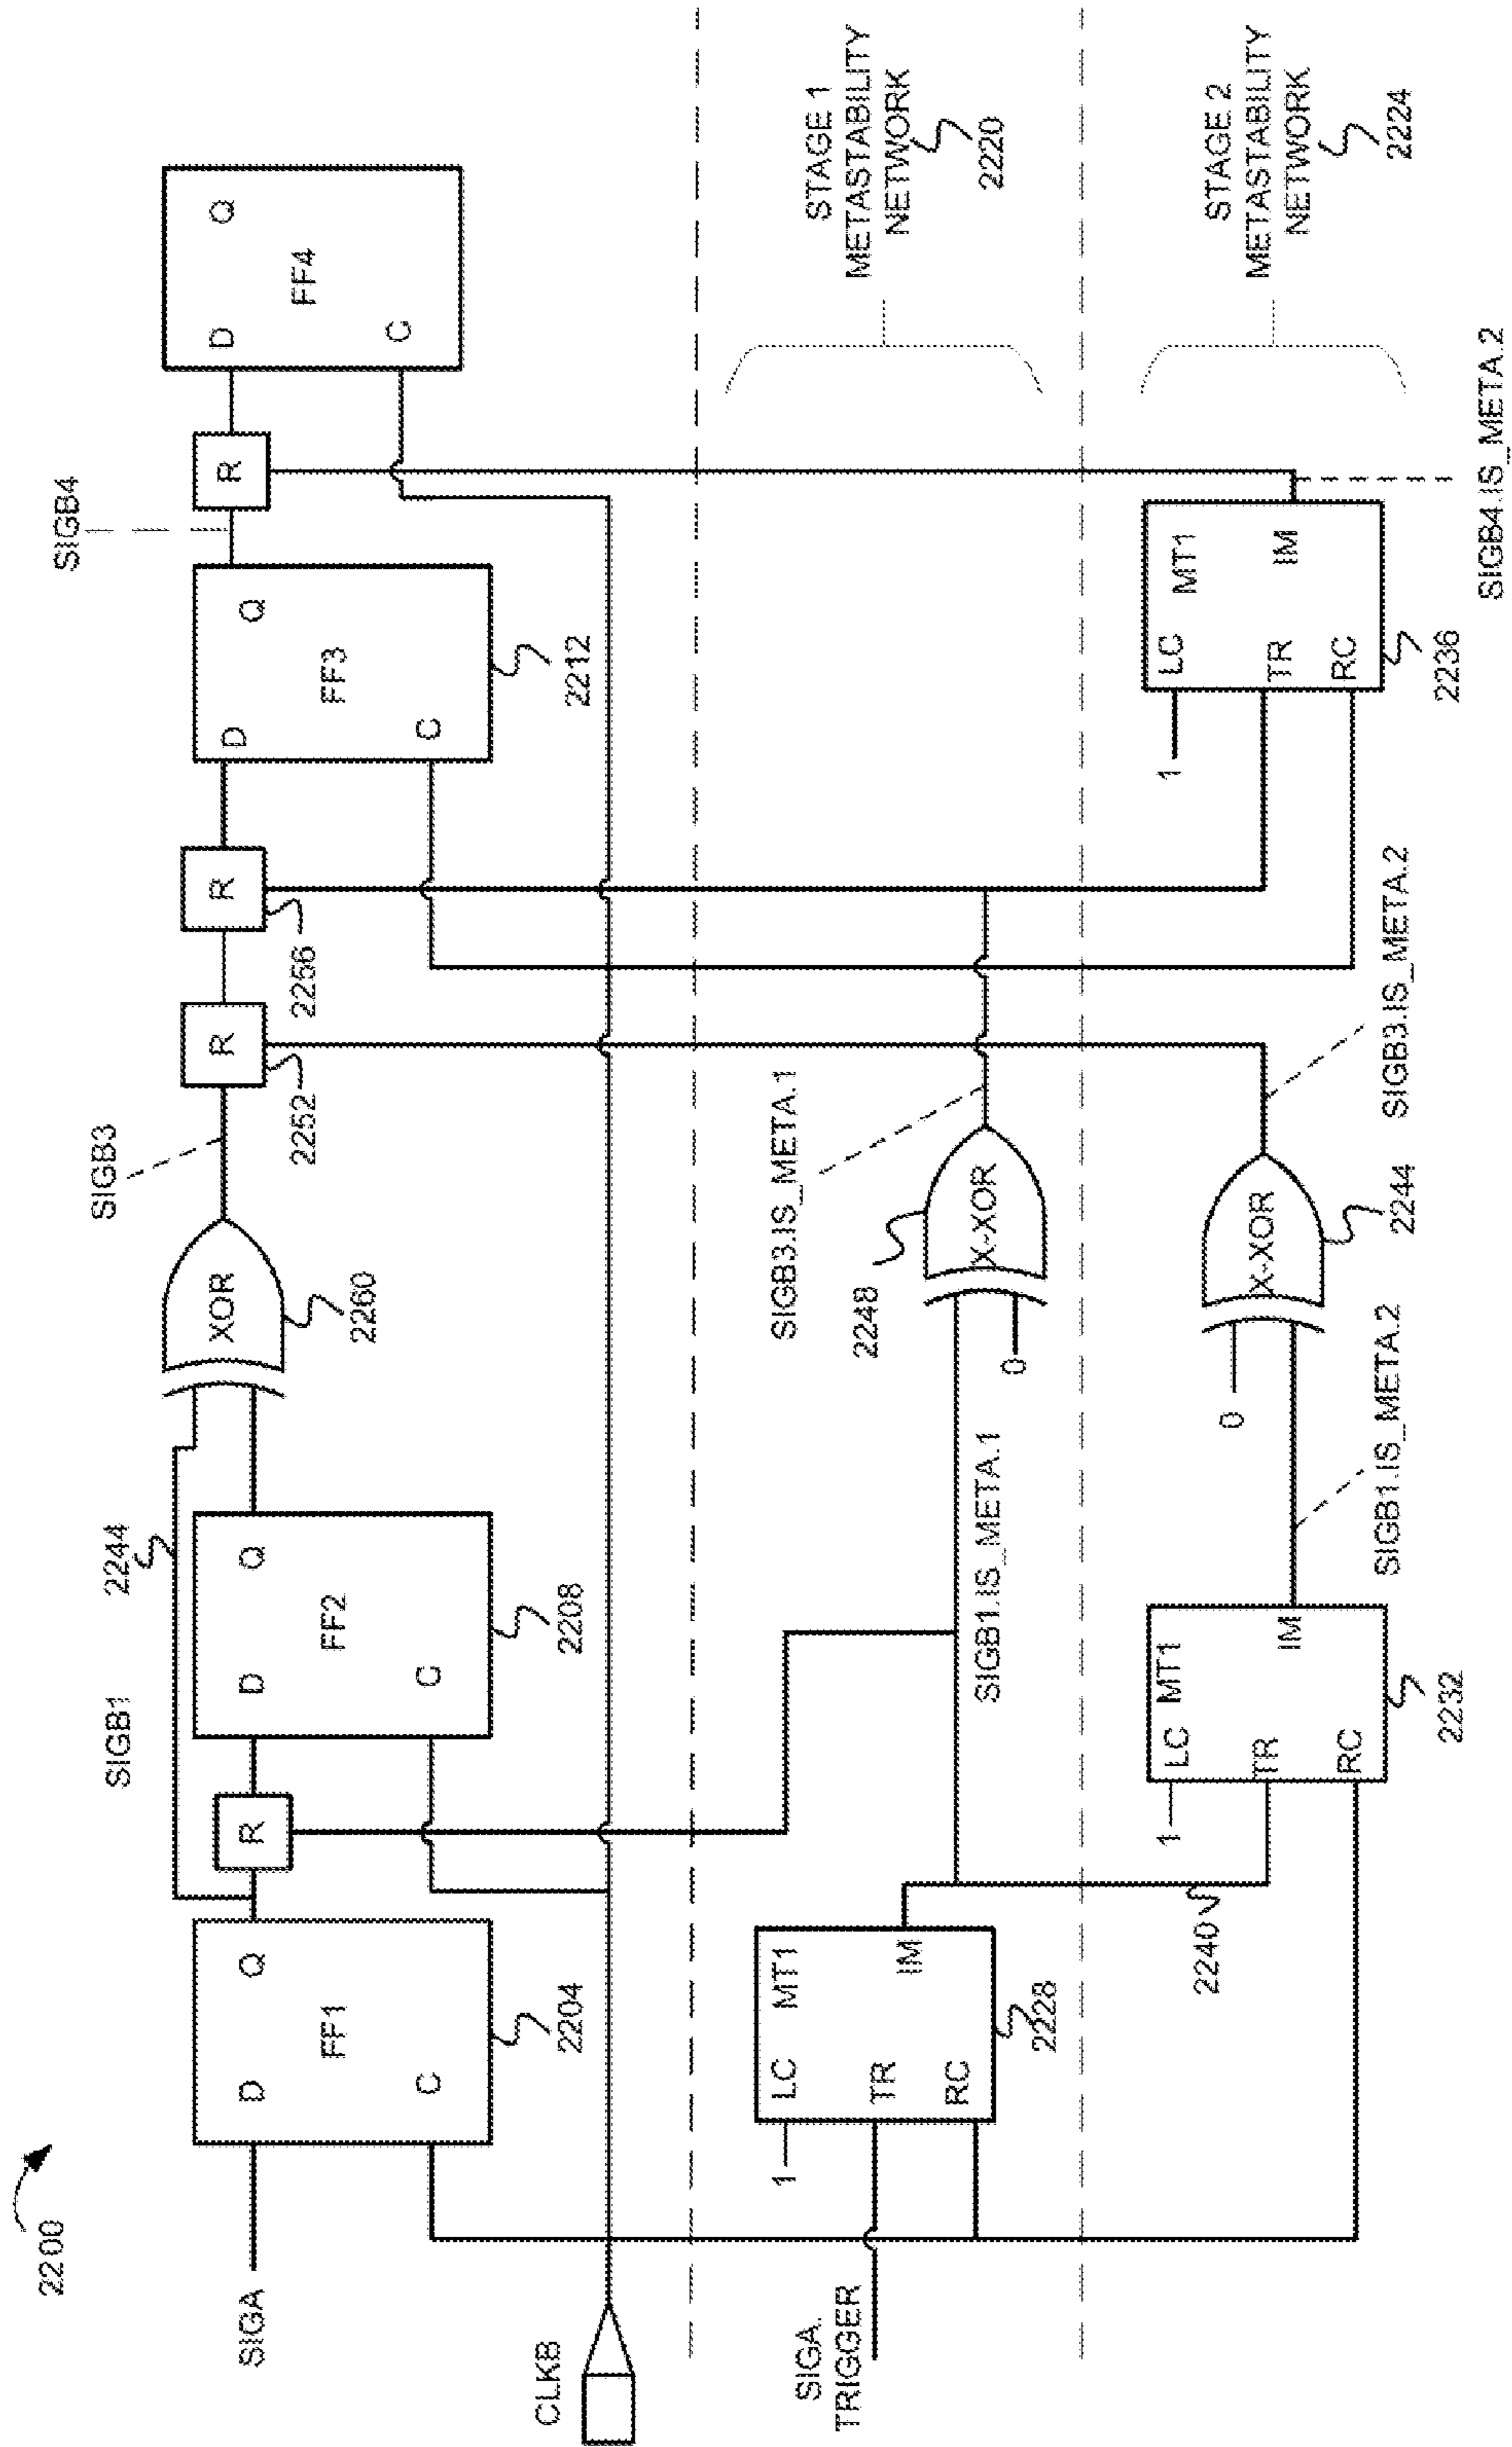 2200
SIGA
D
Q
FF1
C
2204
R
SIGB1
2244
D
Q
FF2
C
2208
XOR
2260
SIGB3
R
2252
R
2256
D
Q
FF3
C
2212
SIGB4
R
D
Q
FF4
C
CLKB
SIGA.
TRIGGER
1
LC
MT1
TR
IM
RC
2228
SIGB1.IS_META.1
0
X-XOR
2248
SIGB3.IS_META.1
STAGE 1
METASTABILITY
NETWORK
2220
2240
1
LC
MT1
TR
IM
RC
2232
SIGB1.IS_META.2
0
X-XOR
2244
SIGB3.IS_META.2
1
LC
MT1
TR
IM
RC
2236
SIGB4.IS_META.2
STAGE 2
METASTABILITY
NETWORK
2224